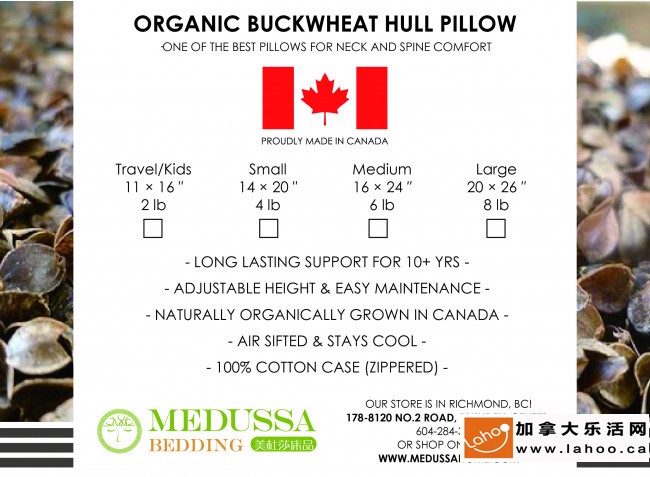 ORGANIC BUCKWHEAT HULL PILLOW
·ONE OF THE BEST PILLOWS FOR NECK AND SPINE COMFORT
PROUDLY MADE IN CANADA
Travel/Kids Small Medium Large
11 × 16 " 14 × 20 " 16 × 24 " 20 × 26 "
2 lb 4 lb 6 lb 8 lb
- LONG LASTING SUPPORT FOR 10+ YRS -
- ADJUSTABLE HEIGHT & EASY MAINTENANCE -
- NATURALLY ORGANICALLY GROWN IN CANADA -
- AIR SIFTED & STAYS COOL -
- 100% COTTON CASE (ZIPPERED) -
MEDUSSA
BEDDING 美杜莎床品
OUR STORE IS IN RICHMOND, BC!
178-8120 NO.2 ROAD,
604-284-
OR SHOP ON
WWW.MEDUSSA
Lahoo 加拿大乐活网
www.lahoo.ca